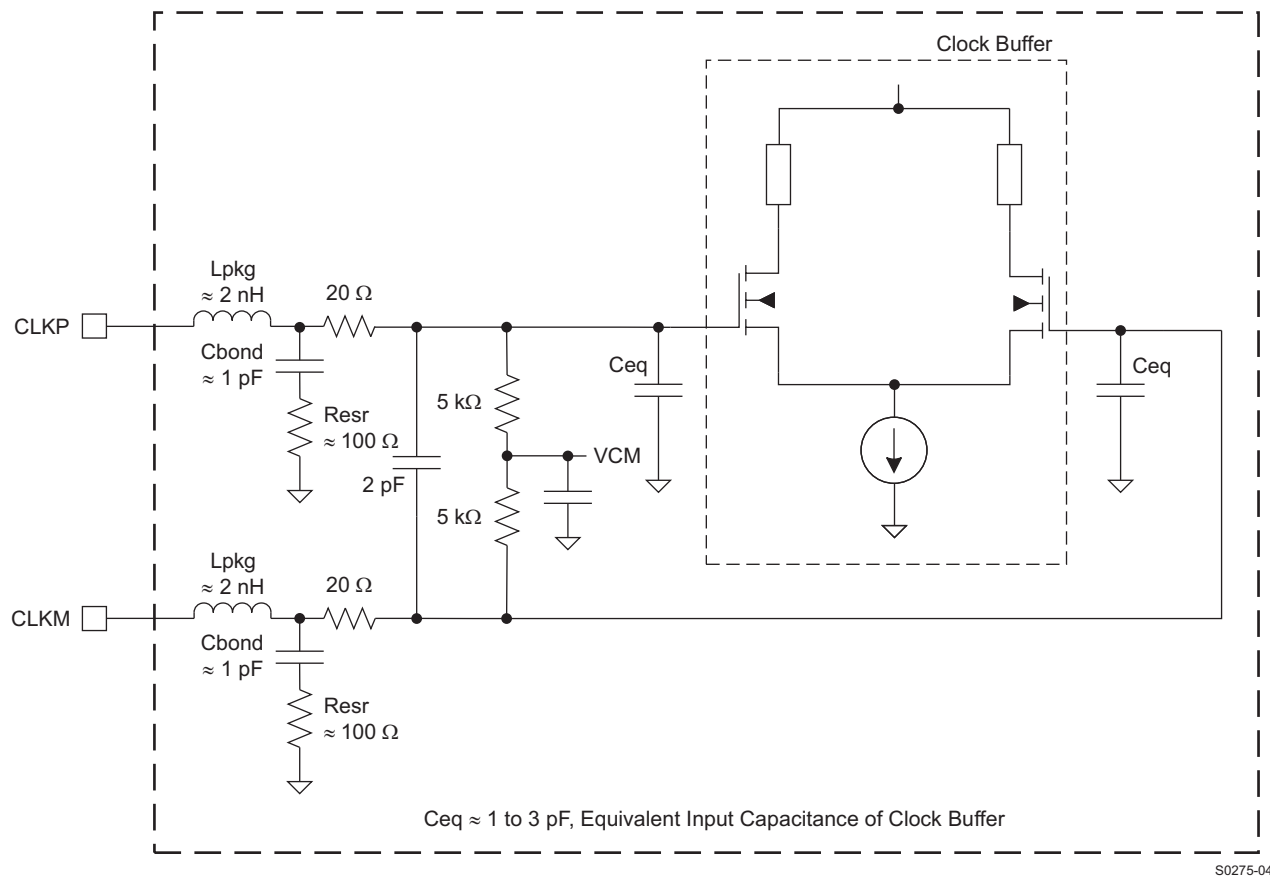 Clock Buffer
Lpkg
≈ 2 nH
20 Ω
CLKP
Cbond
≈ 1 pF
Ceq
Ceq
5 kΩ
Resr
≈ 100 Ω
VCM
2 pF
5 kΩ
Lpkg
≈ 2 nH
20 Ω
CLKM
Cbond
≈ 1 pF
Resr
≈ 100 Ω
Ceq ≈ 1 to 3 pF, Equivalent Input Capacitance of Clock Buffer
S0275-04